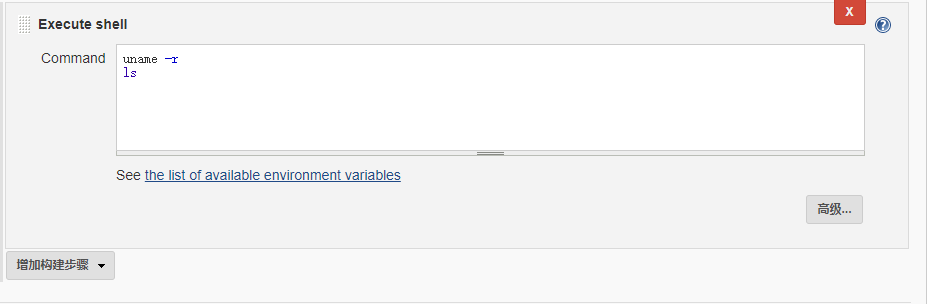 X
Execute shell
Command
uname -r
ls
See the list of available environment variables
高级...
增加构建步骤